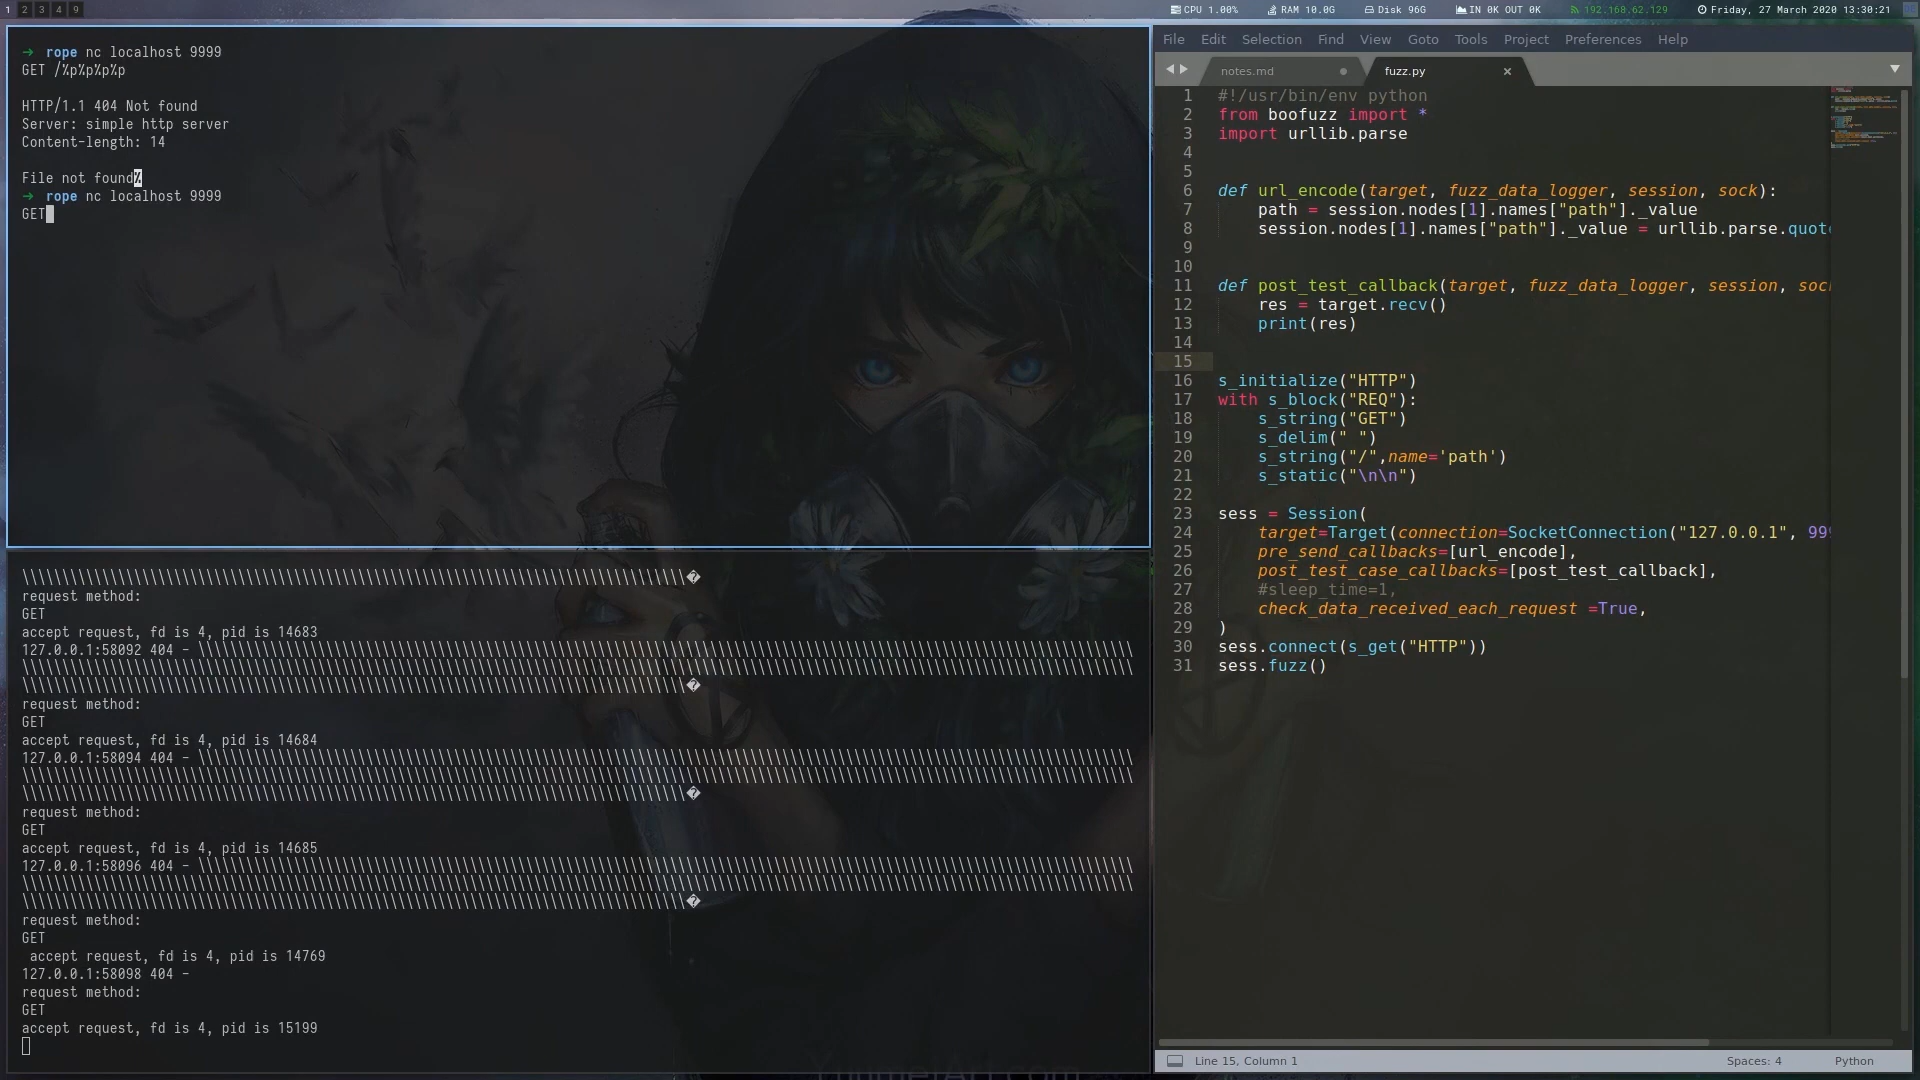 1 2 3 4 9
CPU 1.00% RAM 10.0G Disk 96G IN 0K OUT 0K 192.168.62.129 Friday, 27 March 2020 13:30:21
→ rope nc localhost 9999
GET /%p%p%p%p
HTTP/1.1 404 Not found
Server: simple http server
Content-length: 14
File not found%
→ rope nc localhost 9999
GET
request method:
GET
accept request, fd is 4, pid is 14683
127.0.0.1:58092 404 -
request method:
GET
accept request, fd is 4, pid is 14684
127.0.0.1:58094 404 -
request method:
GET
accept request, fd is 4, pid is 14685
127.0.0.1:58096 404 -
request method:
GET
accept request, fd is 4, pid is 14769
127.0.0.1:58098 404 -
request method:
GET
accept request, fd is 4, pid is 15199
File Edit Selection Find View Goto Tools Project Preferences Help
notes.md fuzz.py
1 #!/usr/bin/env python
2 from boofuzz import *
3 import urllib.parse
4
5
6 def url_encode(target, fuzz_data_logger, session, sock):
7 path = session.nodes[1].names["path"]._value
8 session.nodes[1].names["path"]._value = urllib.parse.quot
9
10
11 def post_test_callback(target, fuzz_data_logger, session, soc
12 res = target.recv()
13 print(res)
14
15
16 s_initialize("HTTP")
17 with s_block("REQ"):
18 s_string("GET")
19 s_delim(" ")
20 s_string("/",name='path')
21 s_static("\n\n")
22
23 sess = Session(
24 target=Target(connection=SocketConnection("127.0.0.1", 99
25 pre_send_callbacks=[url_encode],
26 post_test_case_callbacks=[post_test_callback],
27 #sleep_time=1,
28 check_data_received_each_request =True,
29 )
30 sess.connect(s_get("HTTP"))
31 sess.fuzz()
Line 15, Column 1 Spaces: 4 Python